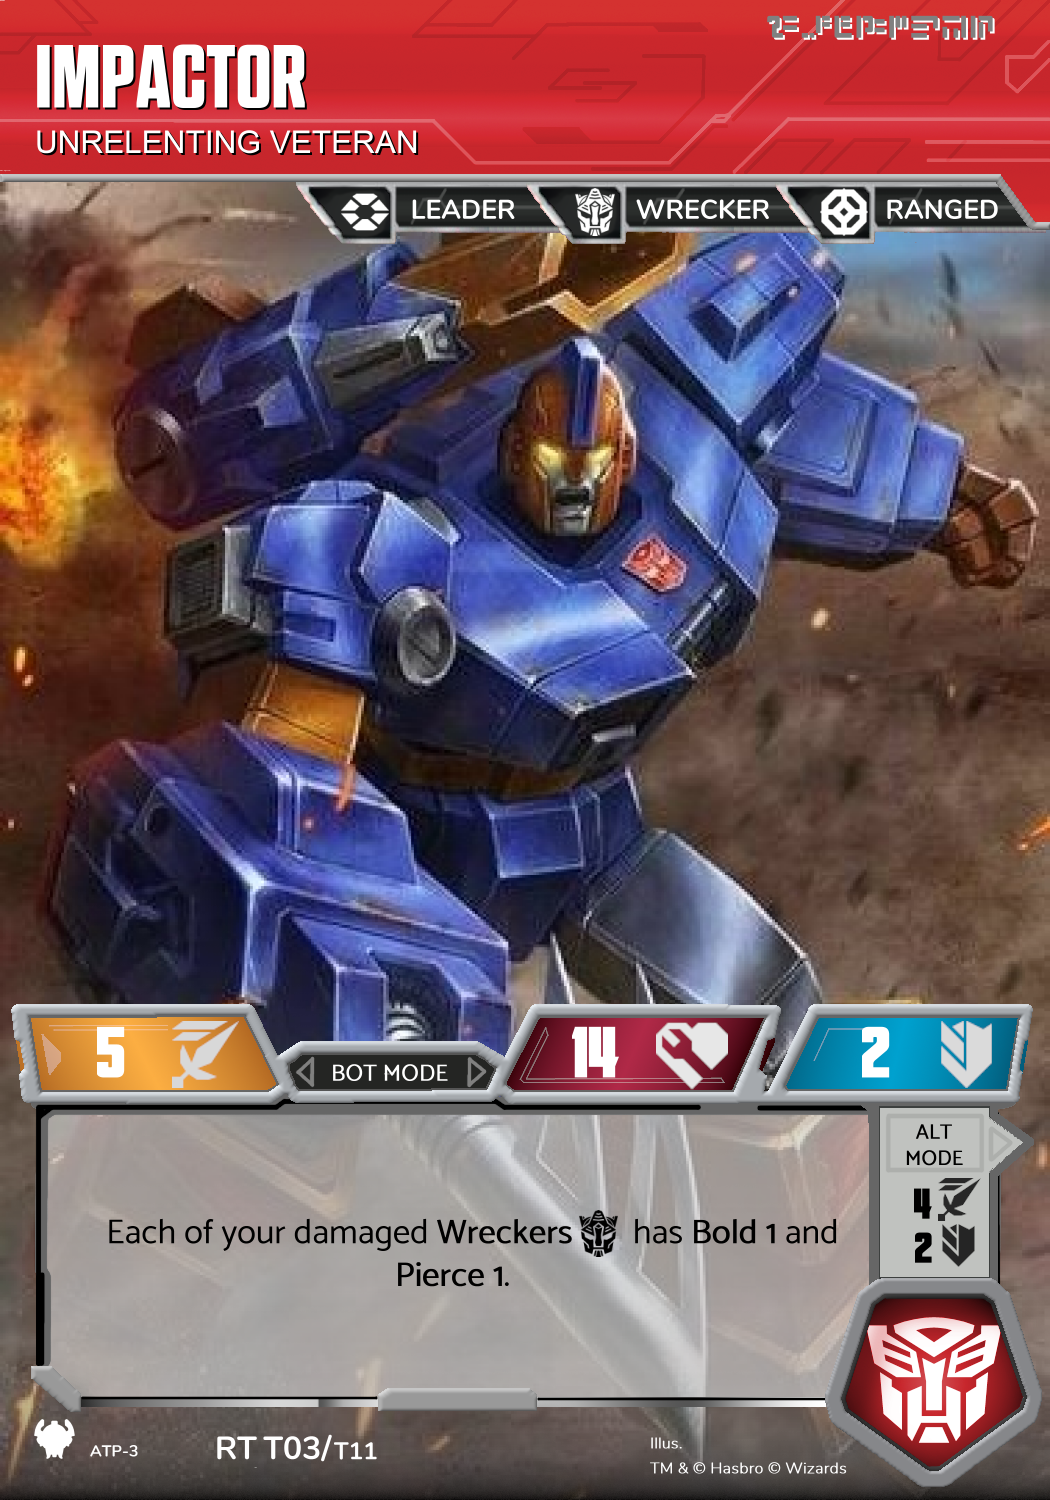 IMPACTOR
UNRELENTING VETERAN
LEADER WRECKER RANGED
5 BOT MODE 14 2
Each of your damaged Wreckers has Bold 1 and
Pierce 1.
ALT
MODE
4
2
ATP-3 RT T03/T11
Illus.
TM & © Hasbro © Wizards